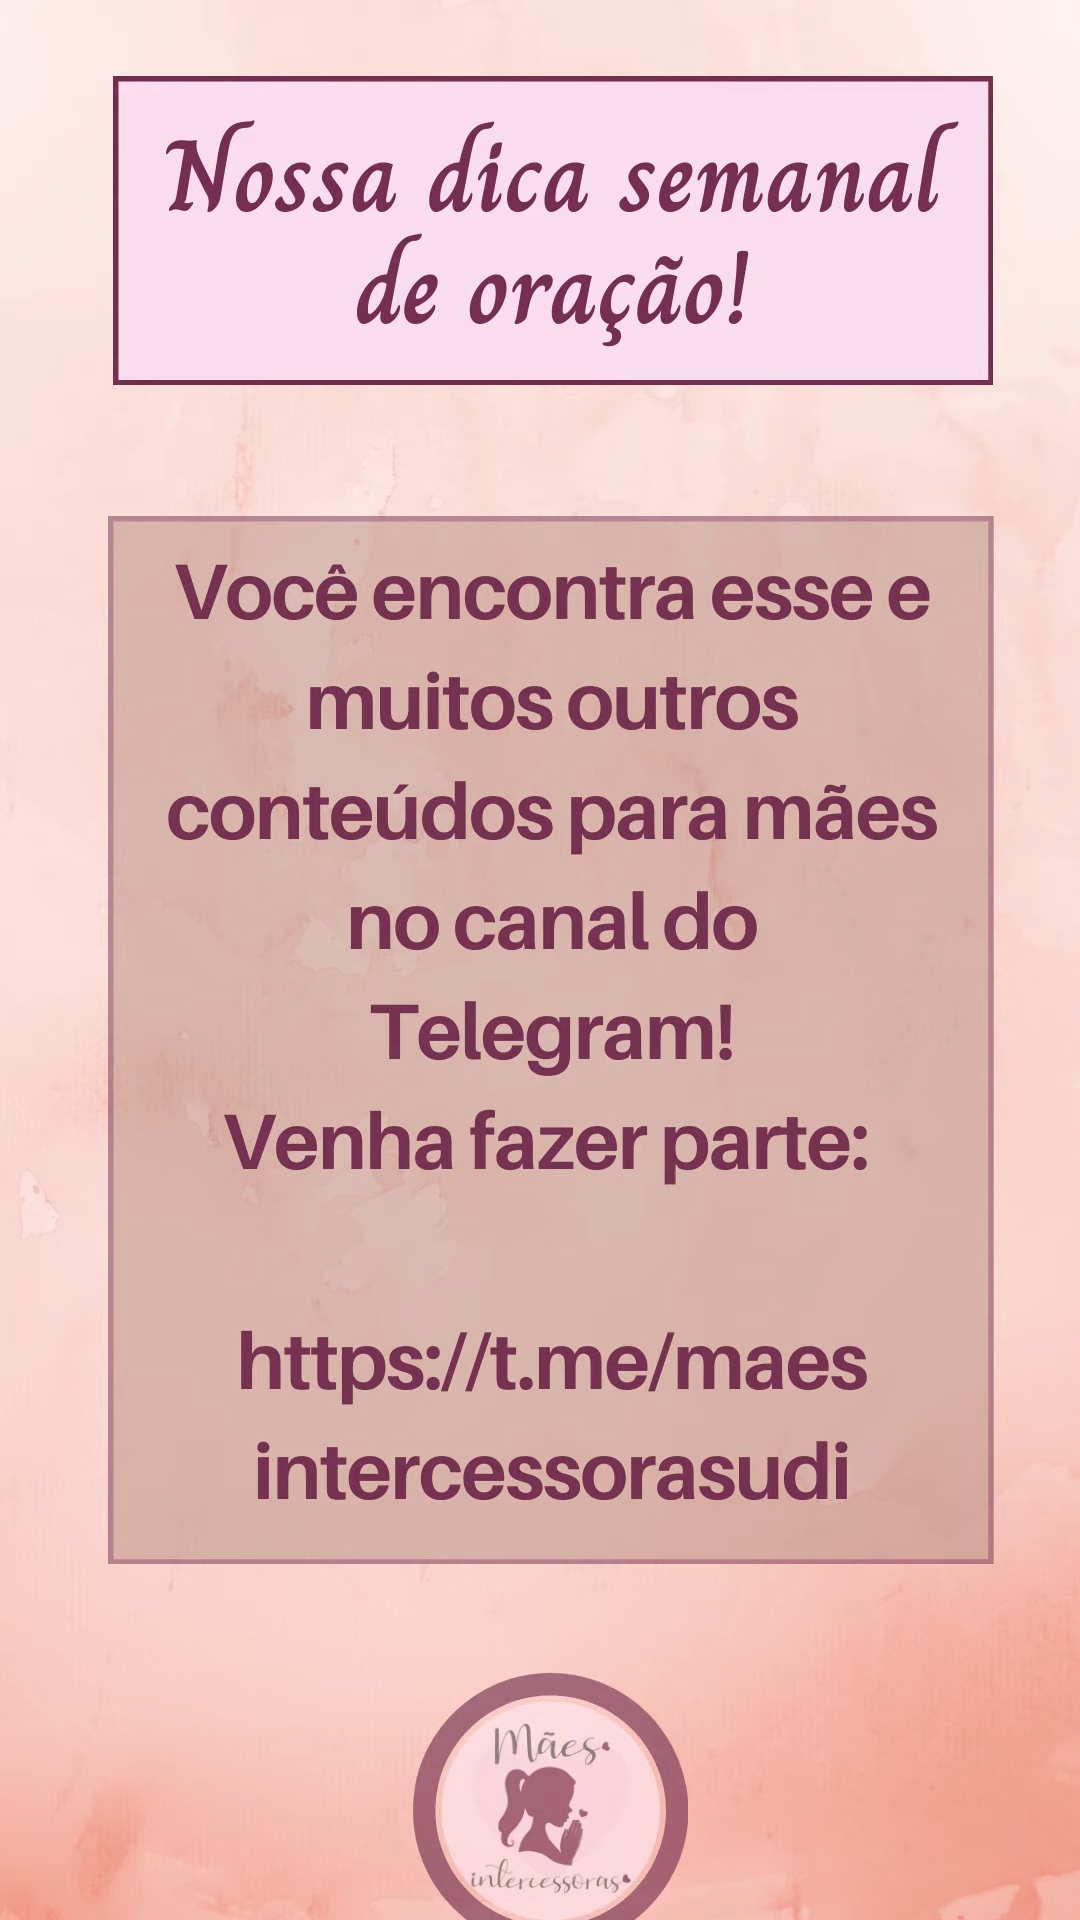 Nossa dica semanal
de oração!
Você encontra esse e
muitos outros
conteúdos para mães
no canal do
Telegram!
Venha fazer parte:
https://t.me/maes
intercessorasudi
Mães
intercessoras